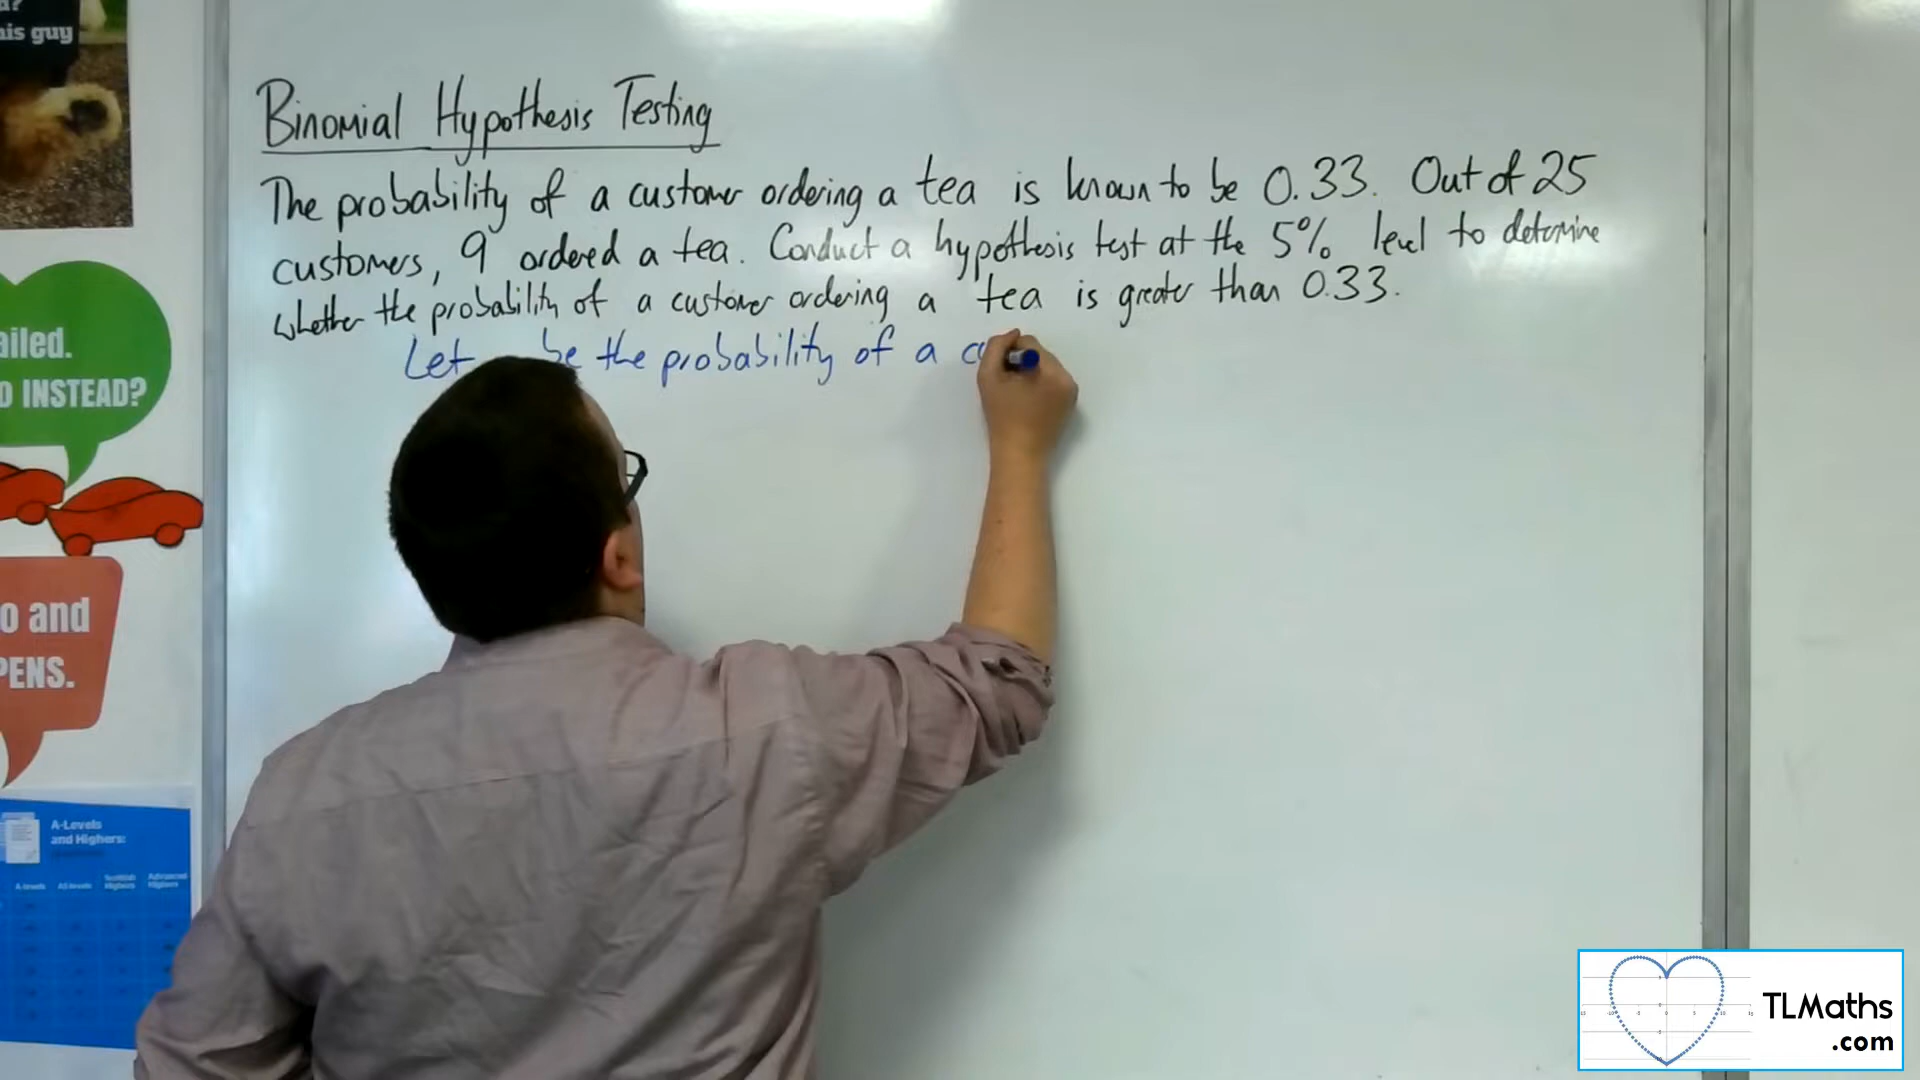 his guy
Binomial Hypothesis Testing
The probability of a customer ordering a tea is known to be 0.33. Out of 25
customers, 9 ordered a tea. Conduct a hypothesis test at the 5% level to determine
whether the probability of a customer ordering a tea is greater than 0.33.
Let be the probability of a
ailed.
INSTEAD?
and
PENS.
A-Levels
and Highers:
TLMaths
.com